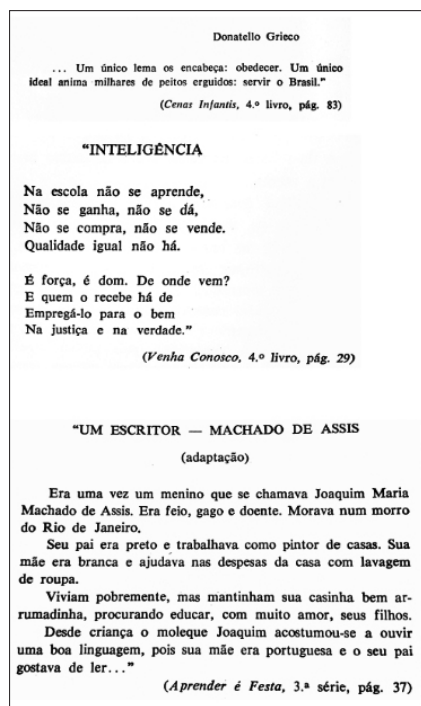 Donatello Grieco
... Um único lema os encabeça: obedecer. Um único
ideal anima milhares de peitos erguidos: servir o Brasil."
(Cenas Infantis, 4.º livro, pág. 83)
"INTELIGÊNCIA
Na escola não se aprende,
Não se ganha, não se dá,
Não se compra, não se vende.
Qualidade igual não há.
É força, é dom. De onde vem?
E quem o recebe há de
Empregá-lo para o bem
Na justiça e na verdade."
(Venha Conosco, 4.º livro, pág. 29)
"UM ESCRITOR — MACHADO DE ASSIS
(adaptação)
Era uma vez um menino que se chamava Joaquim Maria
Machado de Assis. Era feio, gago e doente. Morava num morro
do Rio de Janeiro.
Seu pai era preto e trabalhava como pintor de casas. Sua
mãe era branca e ajudava nas despesas da casa com lavagem
de roupa.
Viviam pobremente, mas mantinham sua casinha bem ar-
rumadinha, procurando educar, com muito amor, seus filhos.
Desde criança o moleque Joaquim acostumou-se a ouvir
uma boa linguagem, pois sua mãe era portuguesa e o seu pai
gostava de ler..."
(Aprender é Festa, 3.ª série, pág. 37)